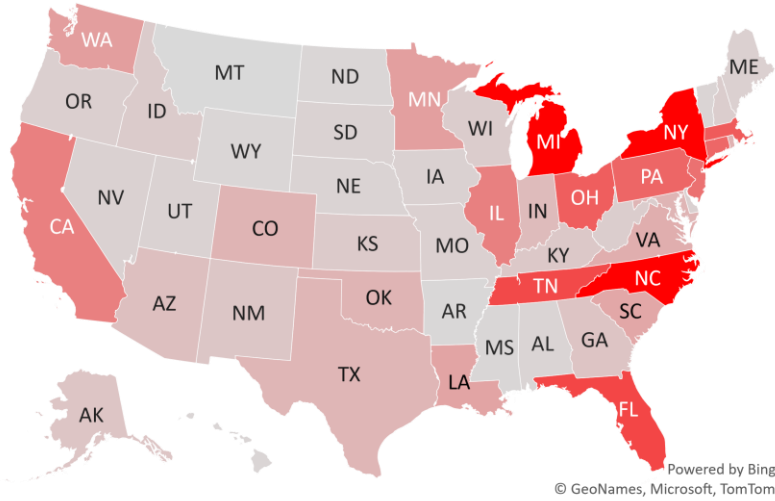 WA
MT
ND
ME
OR
ID
MN
WI
MI
NY
SD
WY
IA
PA
NE
NV
UT
IL
IN
OH
CA
CO
KS
MO
KY
VA
NC
TN
AZ
NM
OK
AR
SC
MS
AL
GA
TX
LA
AK
FL
Powered by Bing
© GeoNames, Microsoft, TomTom